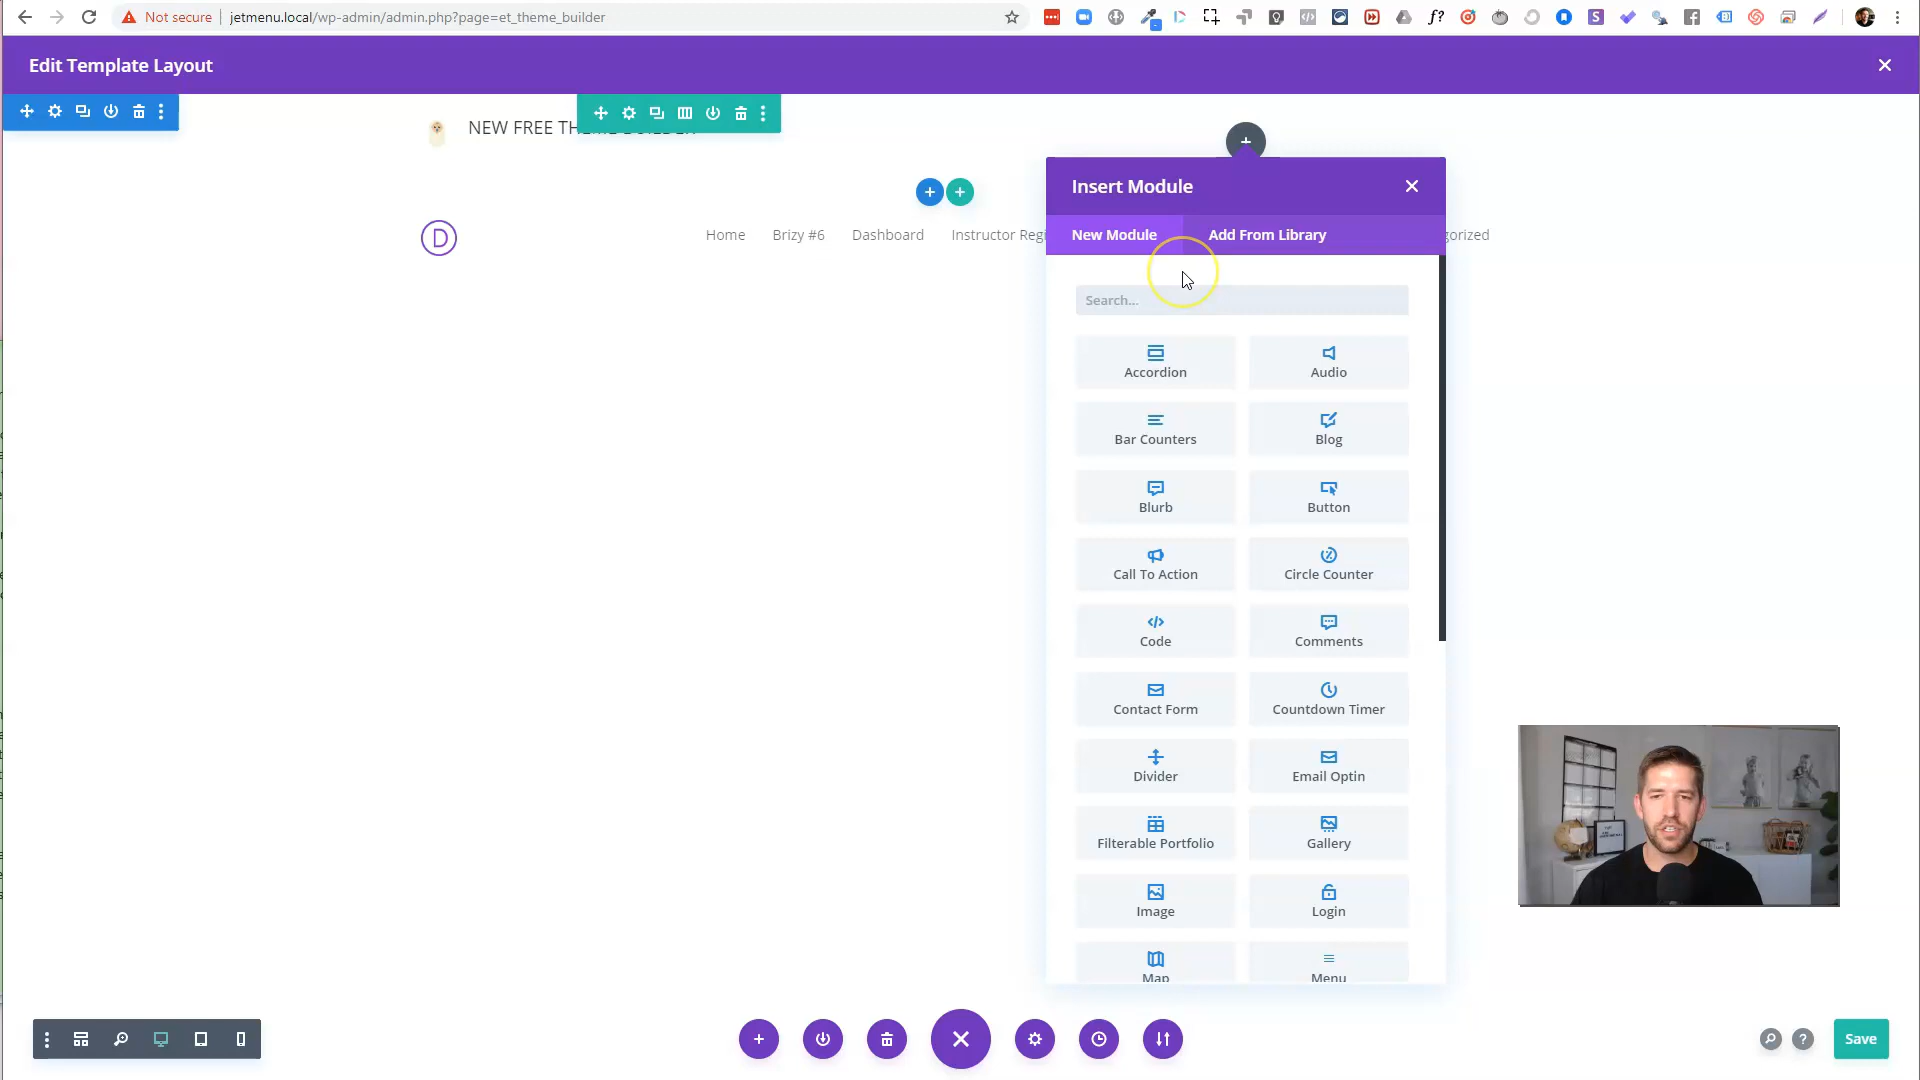 Not secure
jetmenu.local/wp-admin/admin.php?page=et_theme_builder
Edit Template Layout
NEW FREE
Insert Module
New Module
Add From Library
D
Home
Brizy #6
Dashboard
Instructor Regi
gorized
Search...
Accordion
Audio
Bar Counters
Blog
Blurb
Button
Call To Action
Circle Counter
Code
Comments
Contact Form
Countdown Timer
Divider
Email Optin
Filterable Portfolio
Gallery
Image
Login
Map
Menu
Save